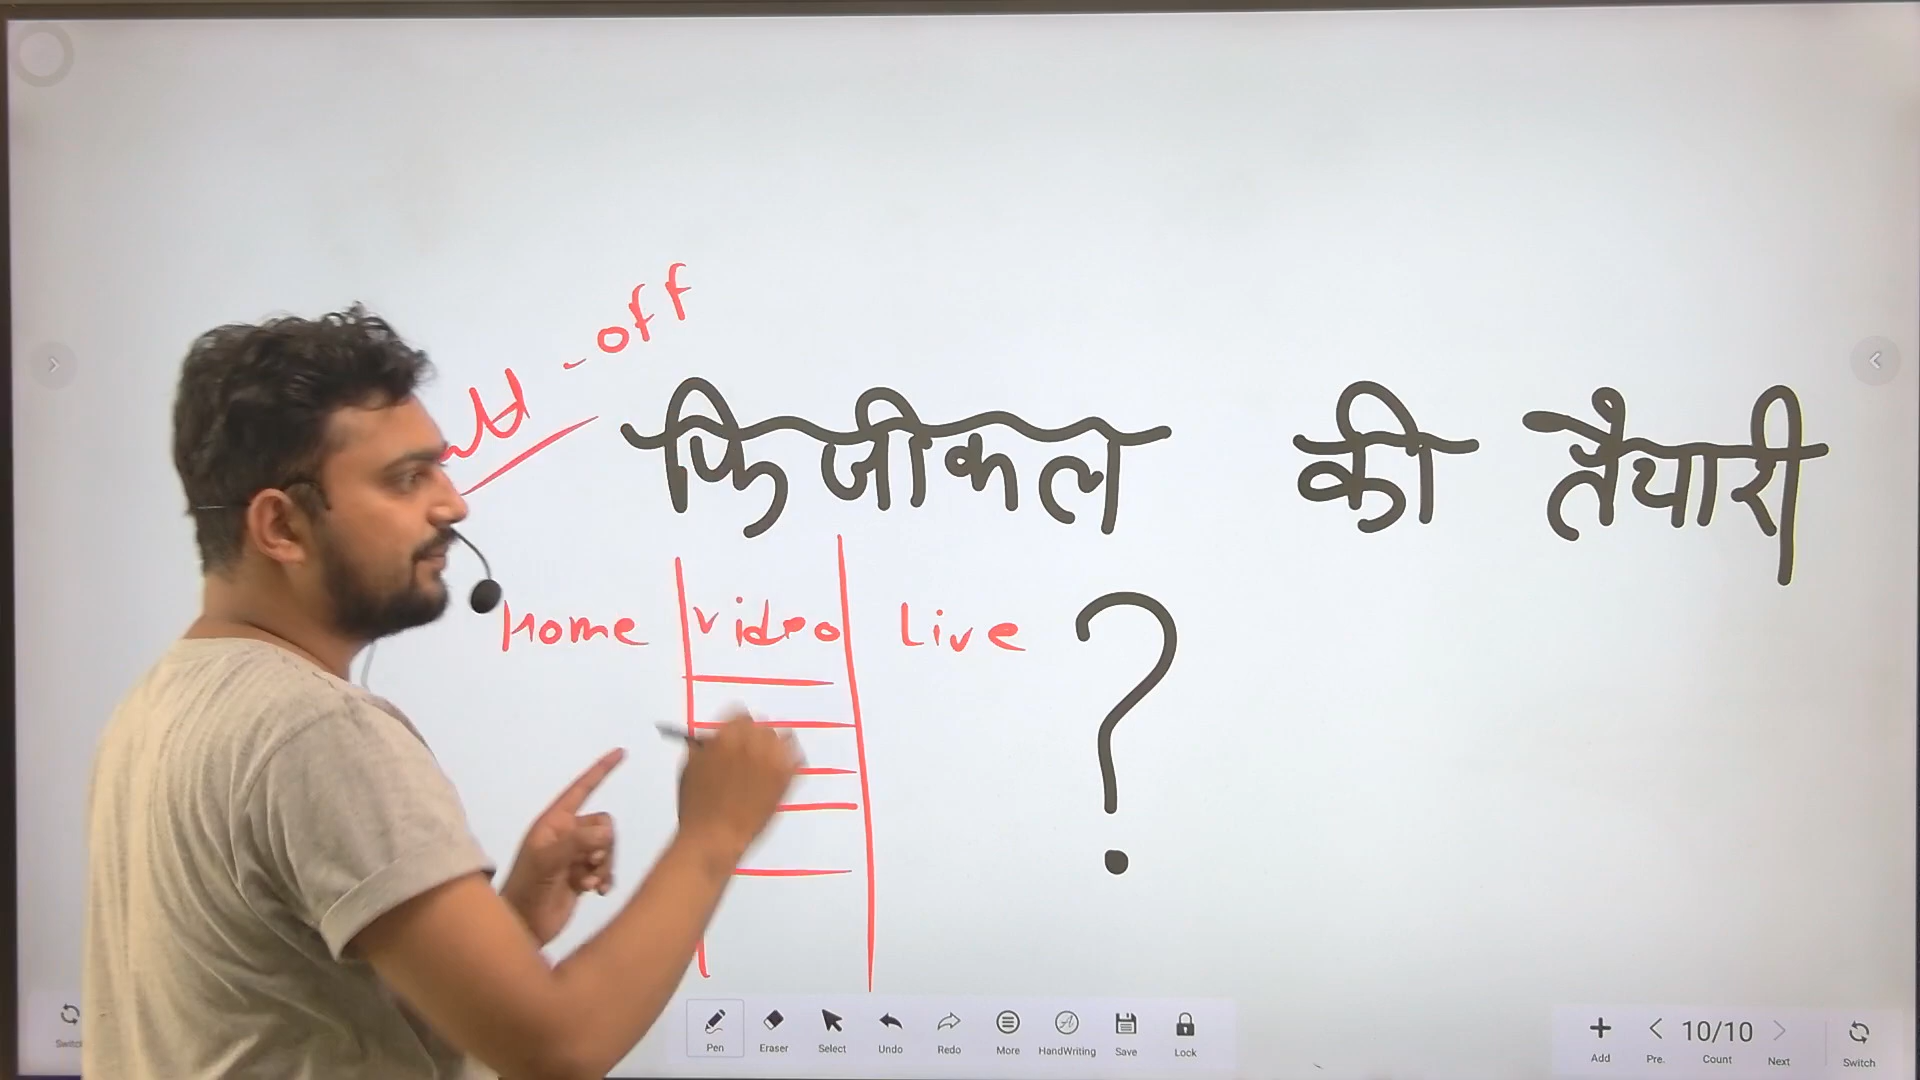 - off
फिजीकल की तैयारी
Home video Live ?
Pen Eraser Select Undo Redo More HandWriting Save Lock
Add Pre. 10/10 Count Next Switch